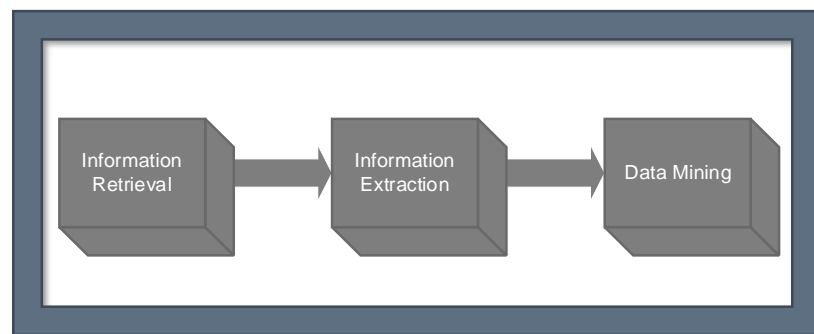 Information
Retrieval
Information
Extraction
Data Mining